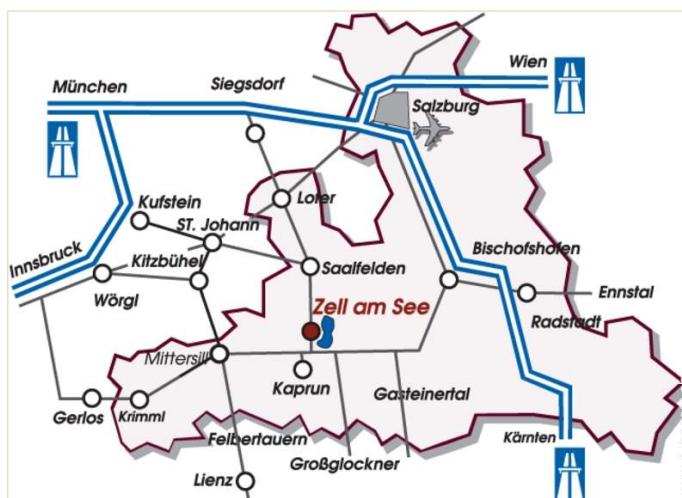 Wien
München
Siegsdorf
Salzburg
Kufstein
Lofer
ST. Johann
Innsbruck
Kitzbühel
Saalfelden
Bischofshofen
Wörgl
Ennstal
Zell am See
Radstadt
Mittersill
Kaprun
Gasteinertal
Gerlos
Krimml
Felbertauern
Kärnten
Großglockner
Lienz